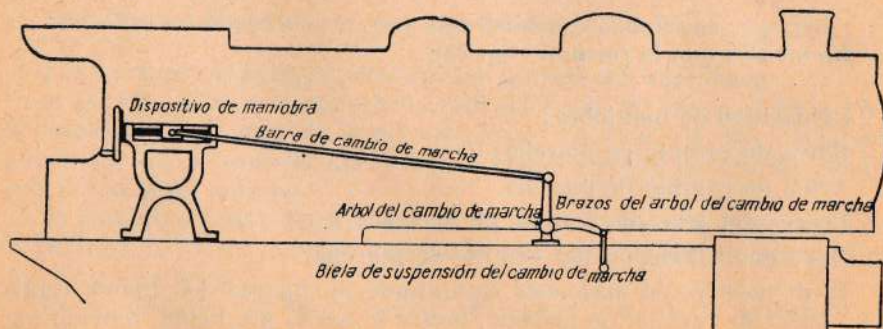 Dispositivo de maniobra
Barra de cambio de marcha
Arbol del cambio de marcha
Brazos del arbol del cambio de marcha
Biela de suspensión del cambio de marcha